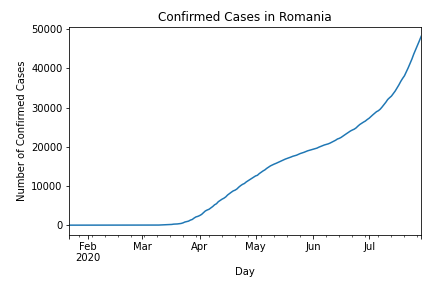 Confirmed Cases in Romania
50000
40000
30000
20000
10000
0
Number of Confirmed Cases
Feb Mar Apr May Jun Jul
2020
Day